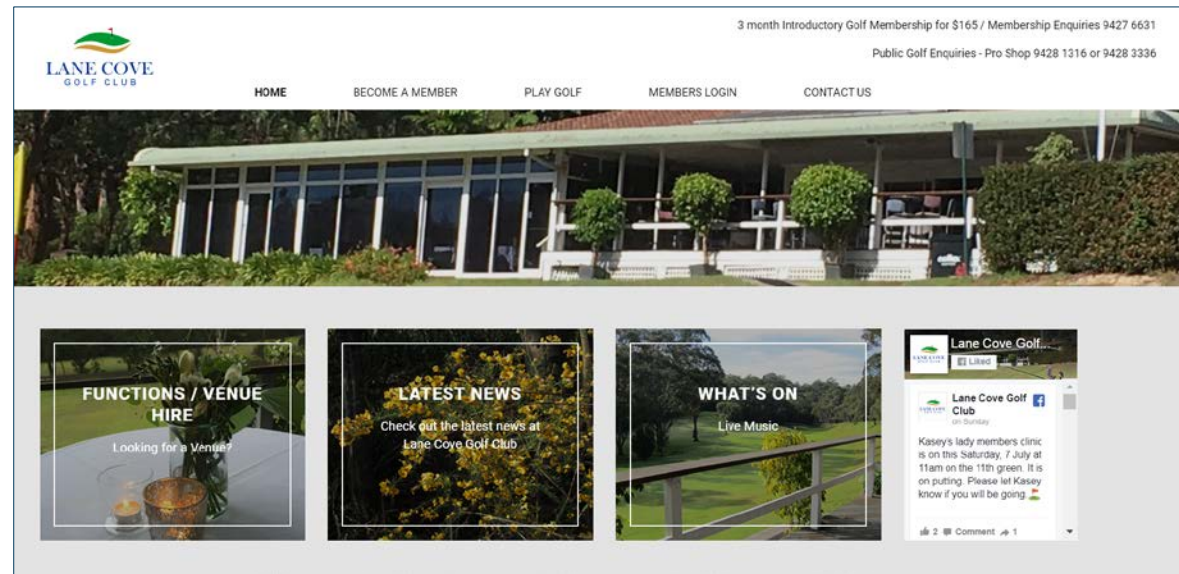 3 month Introductory Golf Membership for $165 / Membership Enquiries 9427 6631
Public Golf Enquiries - Pro Shop 9428 1316 or 9428 3336
LANE COVE
GOLF CLUB
HOME BECOME A MEMBER PLAY GOLF MEMBERS LOGIN CONTACT US
FUNCTIONS / VENUE
HIRE
Looking for a Venue?
LATEST NEWS
Check out the latest news at
Lane Cove Golf Club
WHAT'S ON
Live Music
Lane Cove Golf...
Liked
Lane Cove Golf
Club
on Sunday
Kasey's lady members clinic
is on this Saturday, 7 July at
11am on the 11th green. It is
on putting. Please let Kasey
know if you will be going.
2 Comment 1